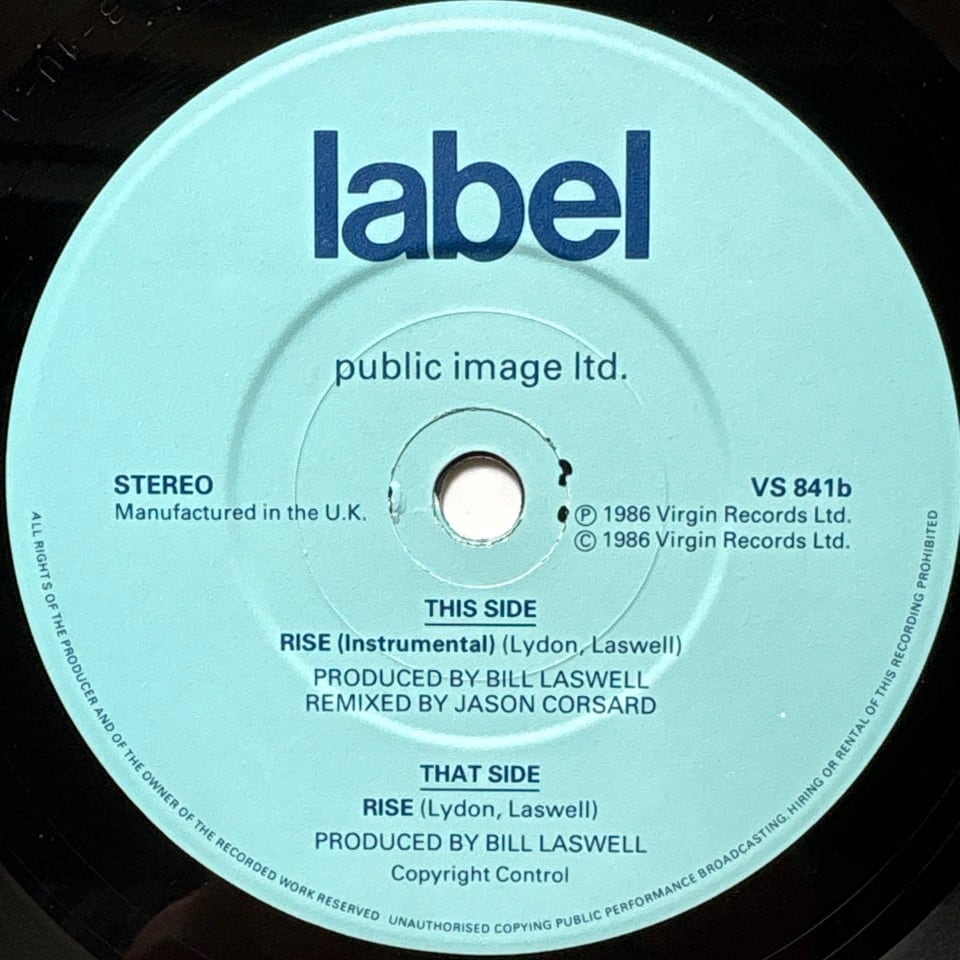 label
public image ltd.
STEREO
Manufactured in the U.K.
VS 841b
Ⓟ 1986 Virgin Records Ltd.
© 1986 Virgin Records Ltd.
THIS SIDE
RISE (Instrumental) (Lydon, Laswell)
PRODUCED BY BILL LASWELL
REMIXED BY JASON CORSARD
THAT SIDE
RISE (Lydon, Laswell)
PRODUCED BY BILL LASWELL
Copyright Control
ALL RIGHTS OF THE PRODUCER AND OF THE OWNER OF THE RECORDED WORK RESERVED · UNAUTHORISED COPYING PUBLIC PERFORMANCE BROADCASTING, HIRING OR RENTAL OF THIS RECORDING PROHIBITED